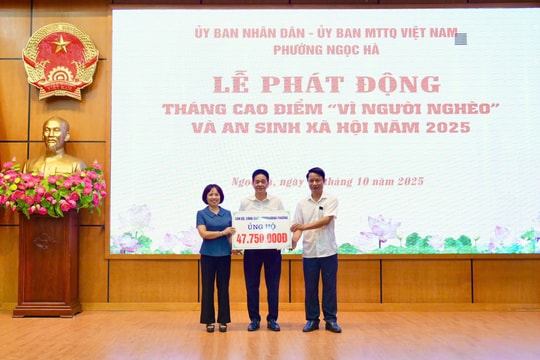 ỦY BAN NHÂN DÂN - ỦY BAN MTTQ VIỆT NAM
PHƯỜNG NGỌC HÀ
LỄ PHÁT ĐỘNG
THÁNG CAO ĐIỂM “VÌ NGƯỜI NGHÈO”
VÀ AN SINH XÃ HỘI NĂM 2025
ngày tháng 10 năm 2025
ỦNG HỘ
47.750.000Đ